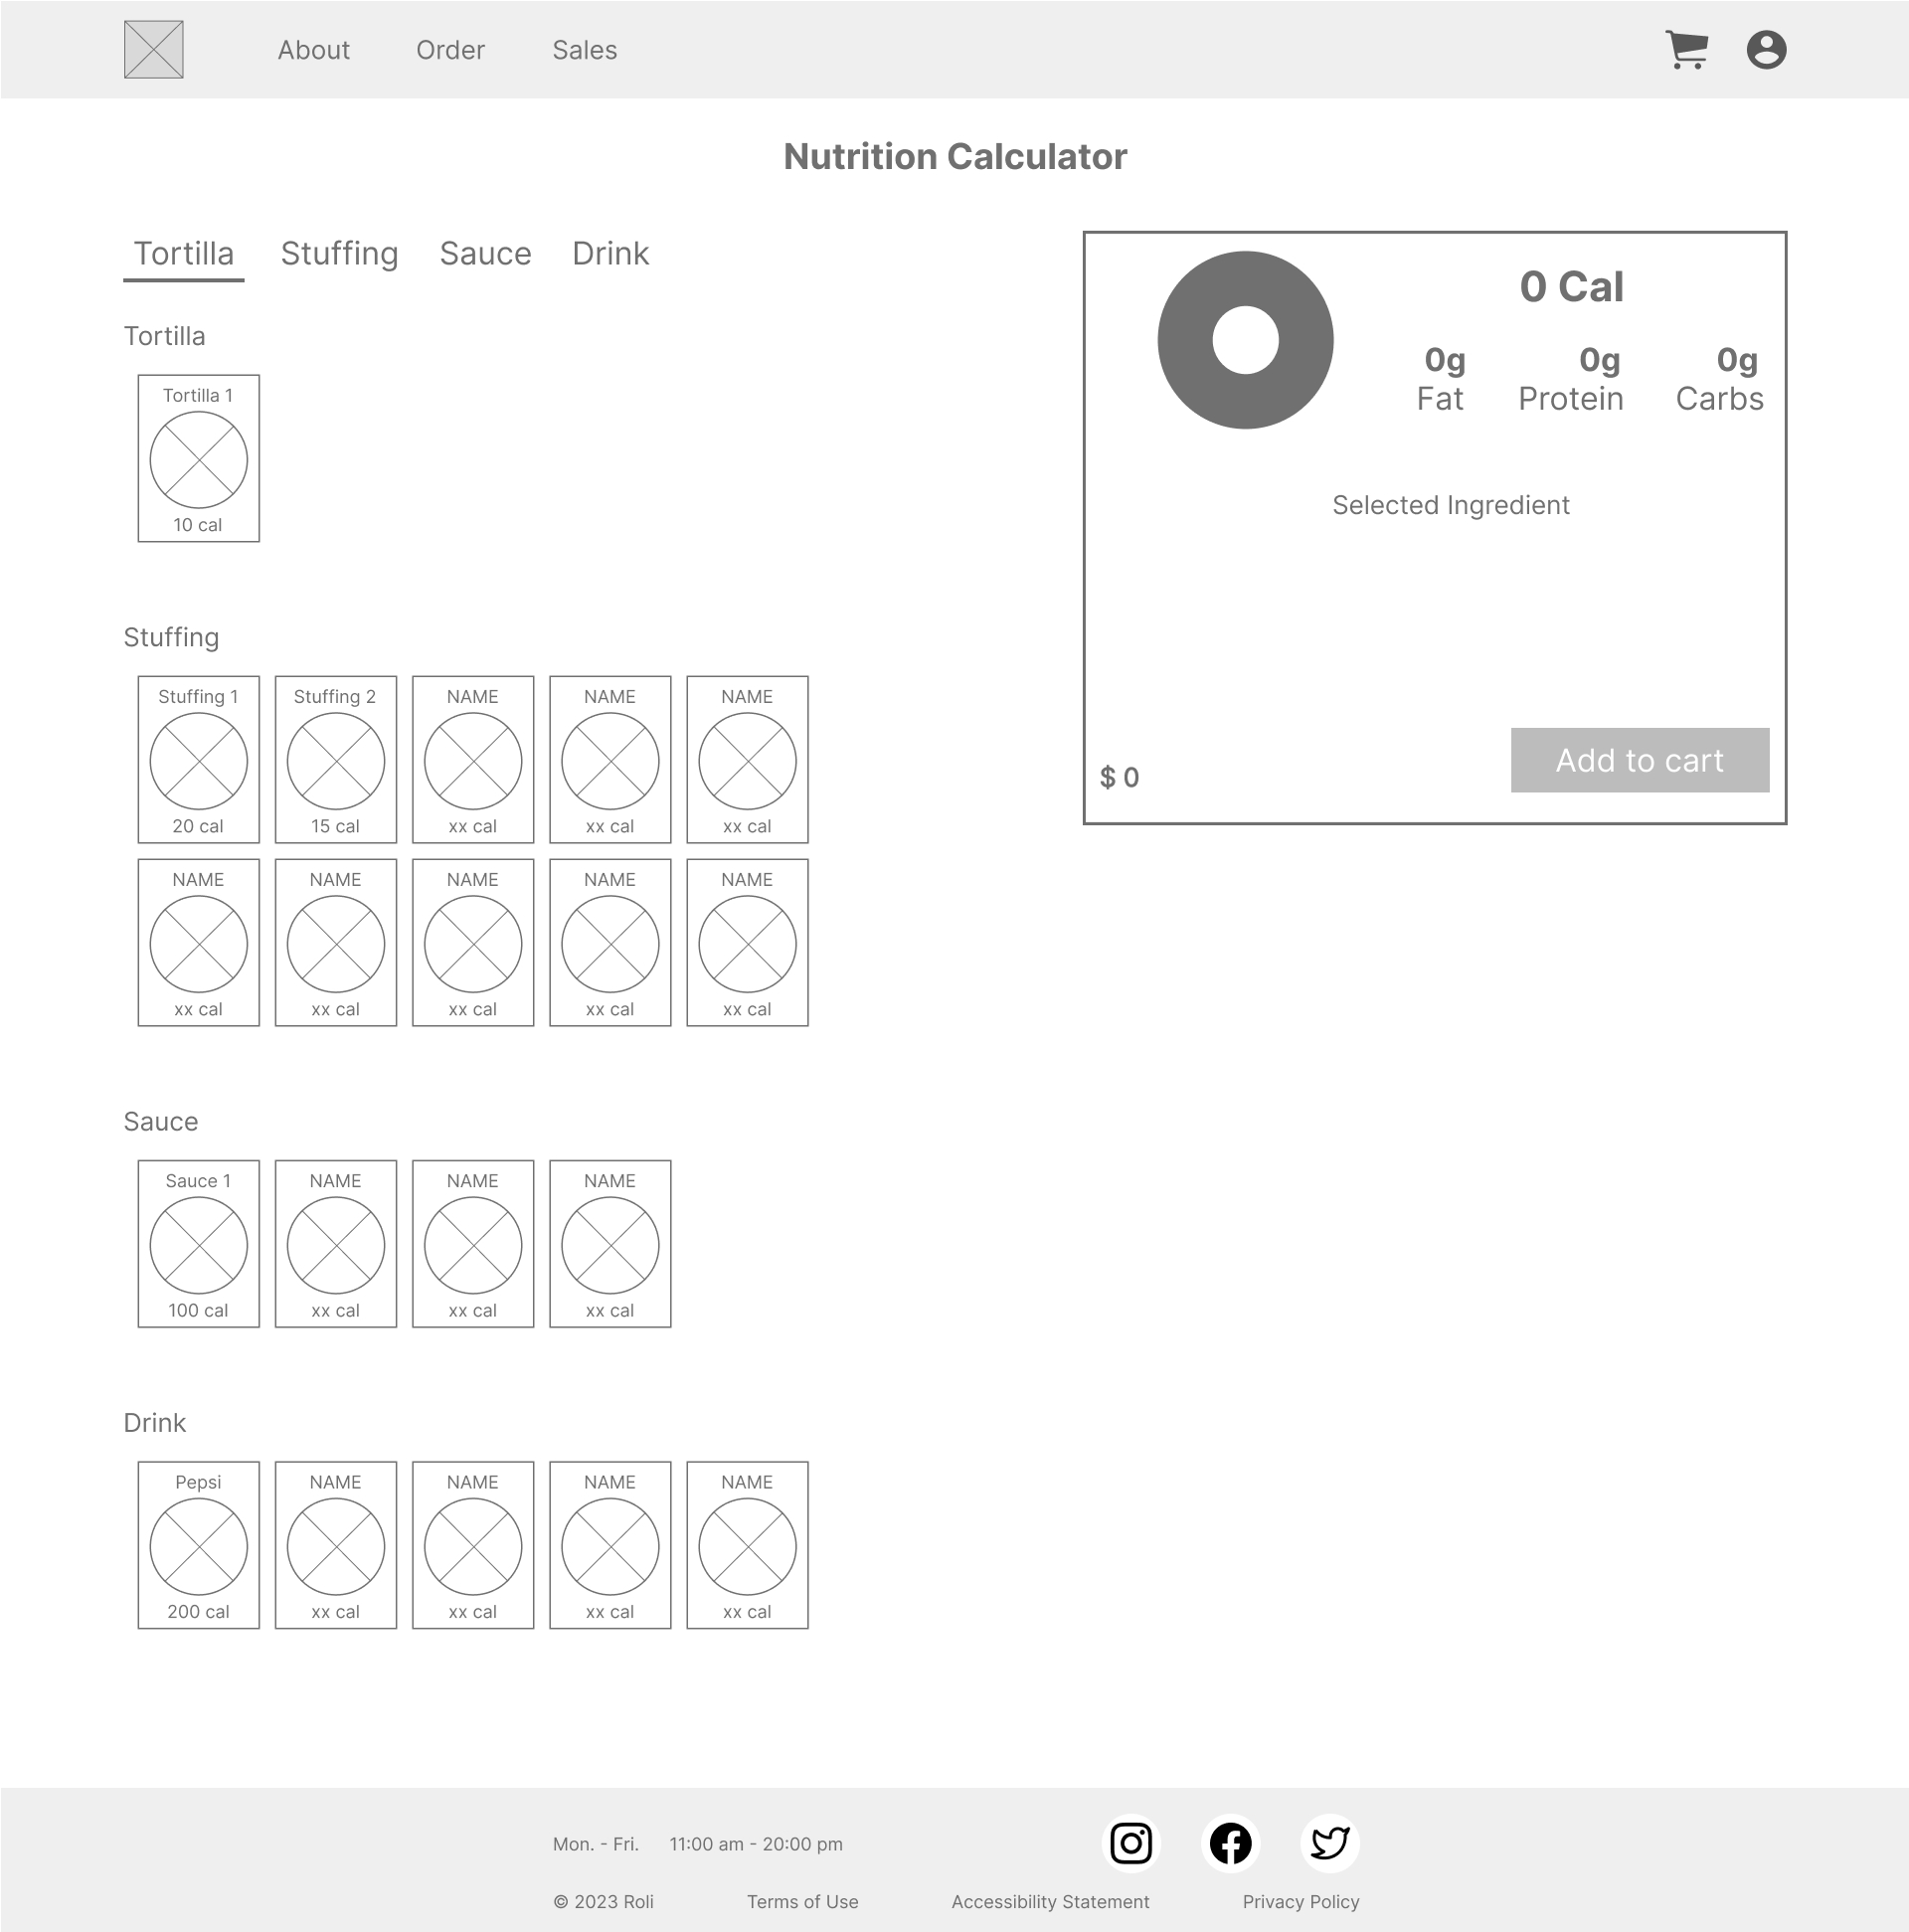 About Order Sales
Nutrition Calculator
Tortilla Stuffing Sauce Drink
Tortilla
Tortilla 1
10 cal
Stuffing
Stuffing 1 Stuffing 2 NAME NAME NAME
20 cal 15 cal xx cal xx cal xx cal
NAME NAME NAME NAME NAME
xx cal xx cal xx cal xx cal xx cal
Sauce
Sauce 1 NAME NAME NAME
100 cal xx cal xx cal xx cal
Drink
Pepsi NAME NAME NAME NAME
200 cal xx cal xx cal xx cal xx cal
0 Cal
0g 0g 0g
Fat Protein Carbs
Selected Ingredient
Add to cart
$ 0
Mon. - Fri. 11:00 am - 20:00 pm
© 2023 Roli Terms of Use Accessibility Statement Privacy Policy